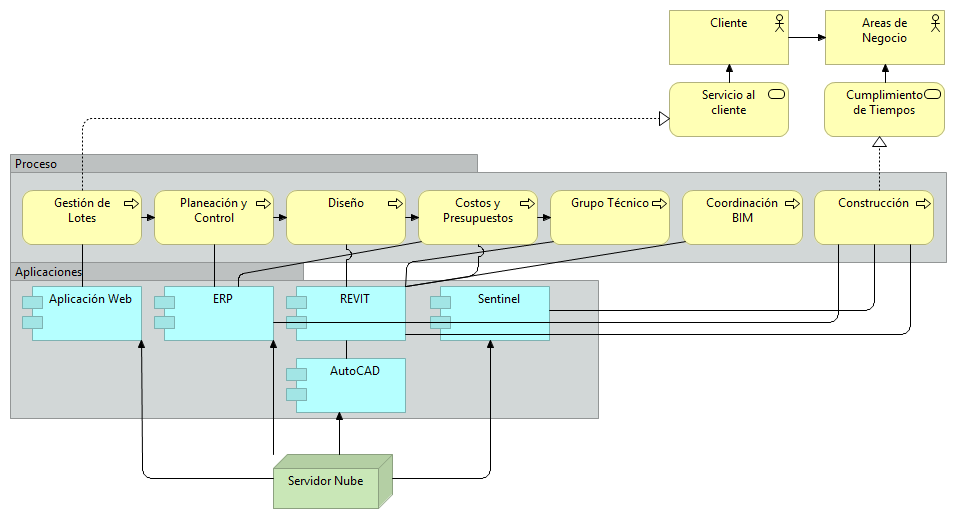 Cliente
Areas de
Negocio
Servicio al
cliente
Cumplimiento
de Tiempos
Proceso
Gestión de
Lotes
Planeación y
Control
Diseño
Costos y
Presupuestos
Grupo Técnico
Coordinación
BIM
Construcción
Aplicaciones
Aplicación Web
ERP
REVIT
Sentinel
AutoCAD
Servidor Nube